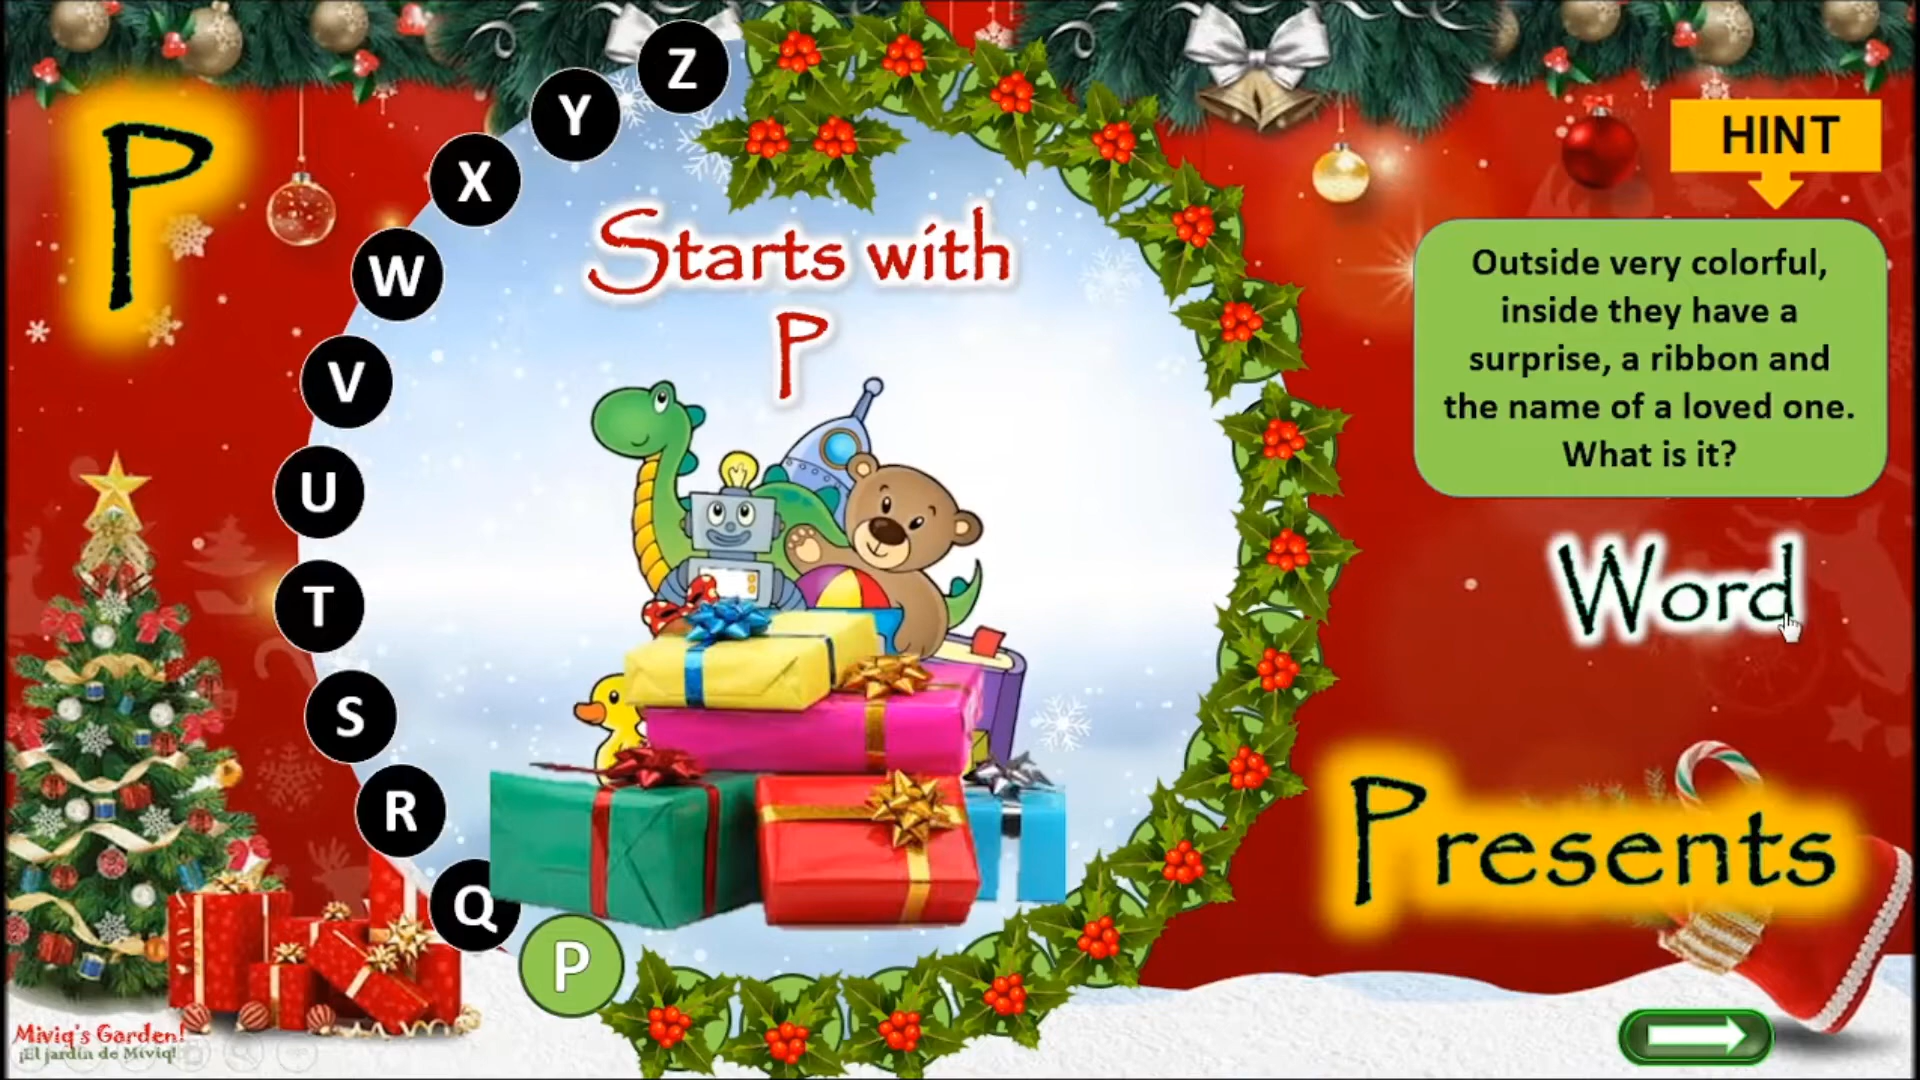 P
Z
Y
X
W
V
U
T
S
R
Q
P
Starts with
P
HINT
Outside very colorful,
inside they have a
surprise, a ribbon and
the name of a loved one.
What is it?
Word
Presents
Miviq's Garden!
¡El jardín de Miviq!